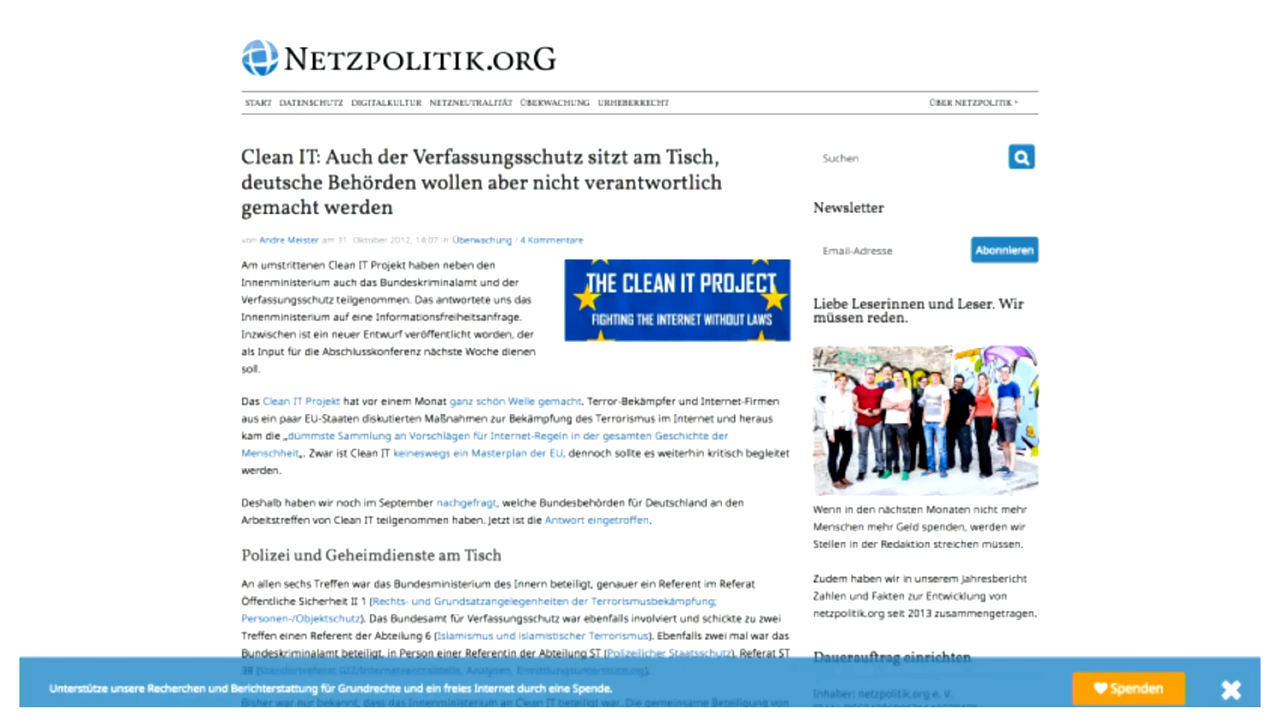 NETZPOLITIK.ORG
START DATENSCHUTZ DIGITALKULTUR NETZNEUTRALITÄT ÜBERWACHUNG URHEBERRECHT ÜBER NETZPOLITIK
Clean IT: Auch der Verfassungsschutz sitzt am Tisch,
deutsche Behörden wollen aber nicht verantwortlich
gemacht werden
von Andre Meister am 31. Oktober 2012, 14:07 in Überwachung / 4 Kommentare
Am umstrittenen Clean IT Projekt haben neben den
Innenministerium auch das Bundeskriminalamt und der
Verfassungsschutz teilgenommen. Das antwortete uns das
Innenministerium auf eine Informationsfreiheitsanfrage.
Inzwischen ist ein neuer Entwurf veröffentlicht worden, der
als Input für die Abschlusskonferenz nächste Woche dienen
soll.
THE CLEAN IT PROJECT
FIGHTING THE INTERNET WITHOUT LAWS
Das Clean IT Projekt hat vor einem Monat ganz schön Welle gemacht. Terror-Bekämpfer und Internet-Firmen
aus ein paar EU-Staaten diskutierten Maßnahmen zur Bekämpfung des Terrorismus im Internet und heraus
kam die „dümmste Sammlung an Vorschlägen für Internet-Regeln in der gesamten Geschichte der
Menschheit„. Zwar ist Clean IT keineswegs ein Masterplan der EU, dennoch sollte es weiterhin kritisch begleitet
werden.
Deshalb haben wir noch im September nachgefragt, welche Bundesbehörden für Deutschland an den
Arbeitstreffen von Clean IT teilgenommen haben. Jetzt ist die Antwort eingetroffen.
Polizei und Geheimdienste am Tisch
An allen sechs Treffen war das Bundesministerium des Innern beteiligt, genauer ein Referent im Referat
Öffentliche Sicherheit II 1 (Rechts- und Grundsatzangelegenheiten der Terrorismusbekämpfung;
Personen-/Objektschutz). Das Bundesamt für Verfassungsschutz war ebenfalls involviert und schickte zu zwei
Treffen einen Referent der Abteilung 6 (Islamismus und islamistischer Terrorismus). Ebenfalls zwei mal war das
Bundeskriminalamt beteiligt, in Person einer Referentin der Abteilung ST (Polizeilicher Staatsschutz), Referat ST
Bisher war nur bekannt, dass das Innenministerium an Clean IT beteiligt war. Die gemeinsame Beteiligung von
Suchen
Newsletter
Email-Adresse
Abonnieren
Liebe Leserinnen und Leser. Wir
müssen reden.
Wenn in den nächsten Monaten nicht mehr
Menschen mehr Geld spenden, werden wir
Stellen in der Redaktion streichen müssen.
Zudem haben wir in unserem Jahresbericht
Zahlen und Fakten zur Entwicklung von
netzpolitik.org seit 2013 zusammengetragen.
Dauerauftrag einrichten
Inhaber: netzpolitik.org e. V.
Unterstütze unsere Recherchen und Berichterstattung für Grundrechte und ein freies Internet durch eine Spende.
Spenden